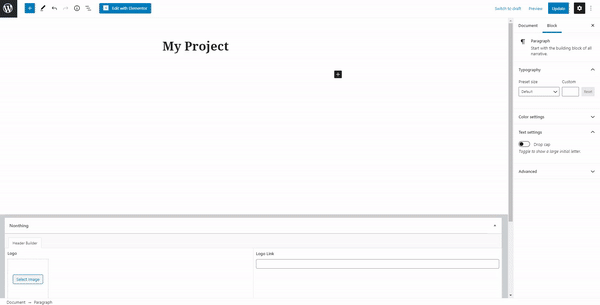 Edit with Elementor
Switch to draft
Preview
Update
My Project
Document
Block
Paragraph
Start with the building block of all
narrative.
Typography
Preset size
Custom
Default
Reset
Color settings
Text settings
Drop cap
Toggle to show a large initial letter.
Advanced
Noxthing
Header Builder
Logo
Select Image
Logo Link
Document → Paragraph